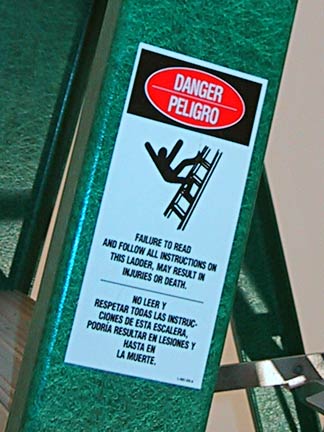 DANGER
PELIGRO
FAILURE TO READ
AND FOLLOW ALL INSTRUCTIONS ON
THIS LADDER, MAY RESULT IN
INJURIES OR DEATH.
NO LEER Y
RESPETAR TODAS LAS INSTRUC-
CIONES DE ESTA ESCALERA,
PODRÍA RESULTAR EN LESIONES Y
HASTA EN
LA MUERTE.